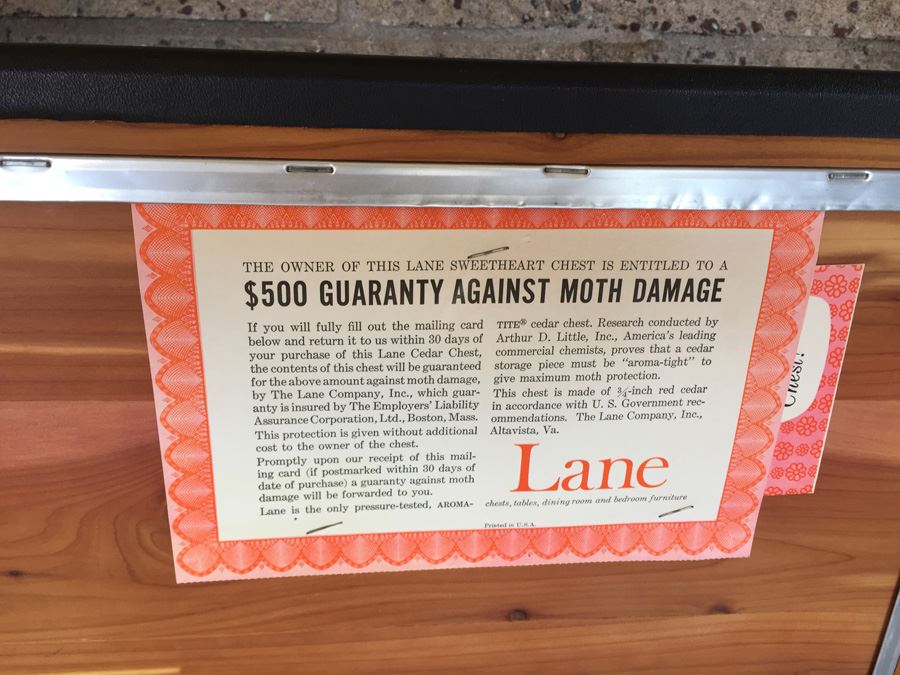 THE OWNER OF THIS LANE SWEETHEART CHEST IS ENTITLED TO A
$500 GUARANTY AGAINST MOTH DAMAGE
If you will fully fill out the mailing card
below and return it to us within 30 days of
your purchase of this Lane Cedar Chest,
the contents of this chest will be guaranteed
for the above amount against moth damage,
by The Lane Company, Inc., which guar-
anty is insured by The Employers' Liability
Assurance Corporation, Ltd., Boston, Mass.
This protection is given without additional
cost to the owner of the chest.
Promptly upon our receipt of this mail-
ing card (if postmarked within 30 days of
date of purchase) a guaranty against moth
damage will be forwarded to you.
Lane is the only pressure-tested, AROMA-
TITE® cedar chest. Research conducted by
Arthur D. Little, Inc., America's leading
commercial chemists, proves that a cedar
storage piece must be "aroma-tight" to
give maximum moth protection.
This chest is made of ¾-inch red cedar
in accordance with U. S. Government rec-
ommendations. The Lane Company, Inc.,
Altavista, Va.
Lane
chests, tables, dining room and bedroom furniture
Printed in U.S.A.
Chest!